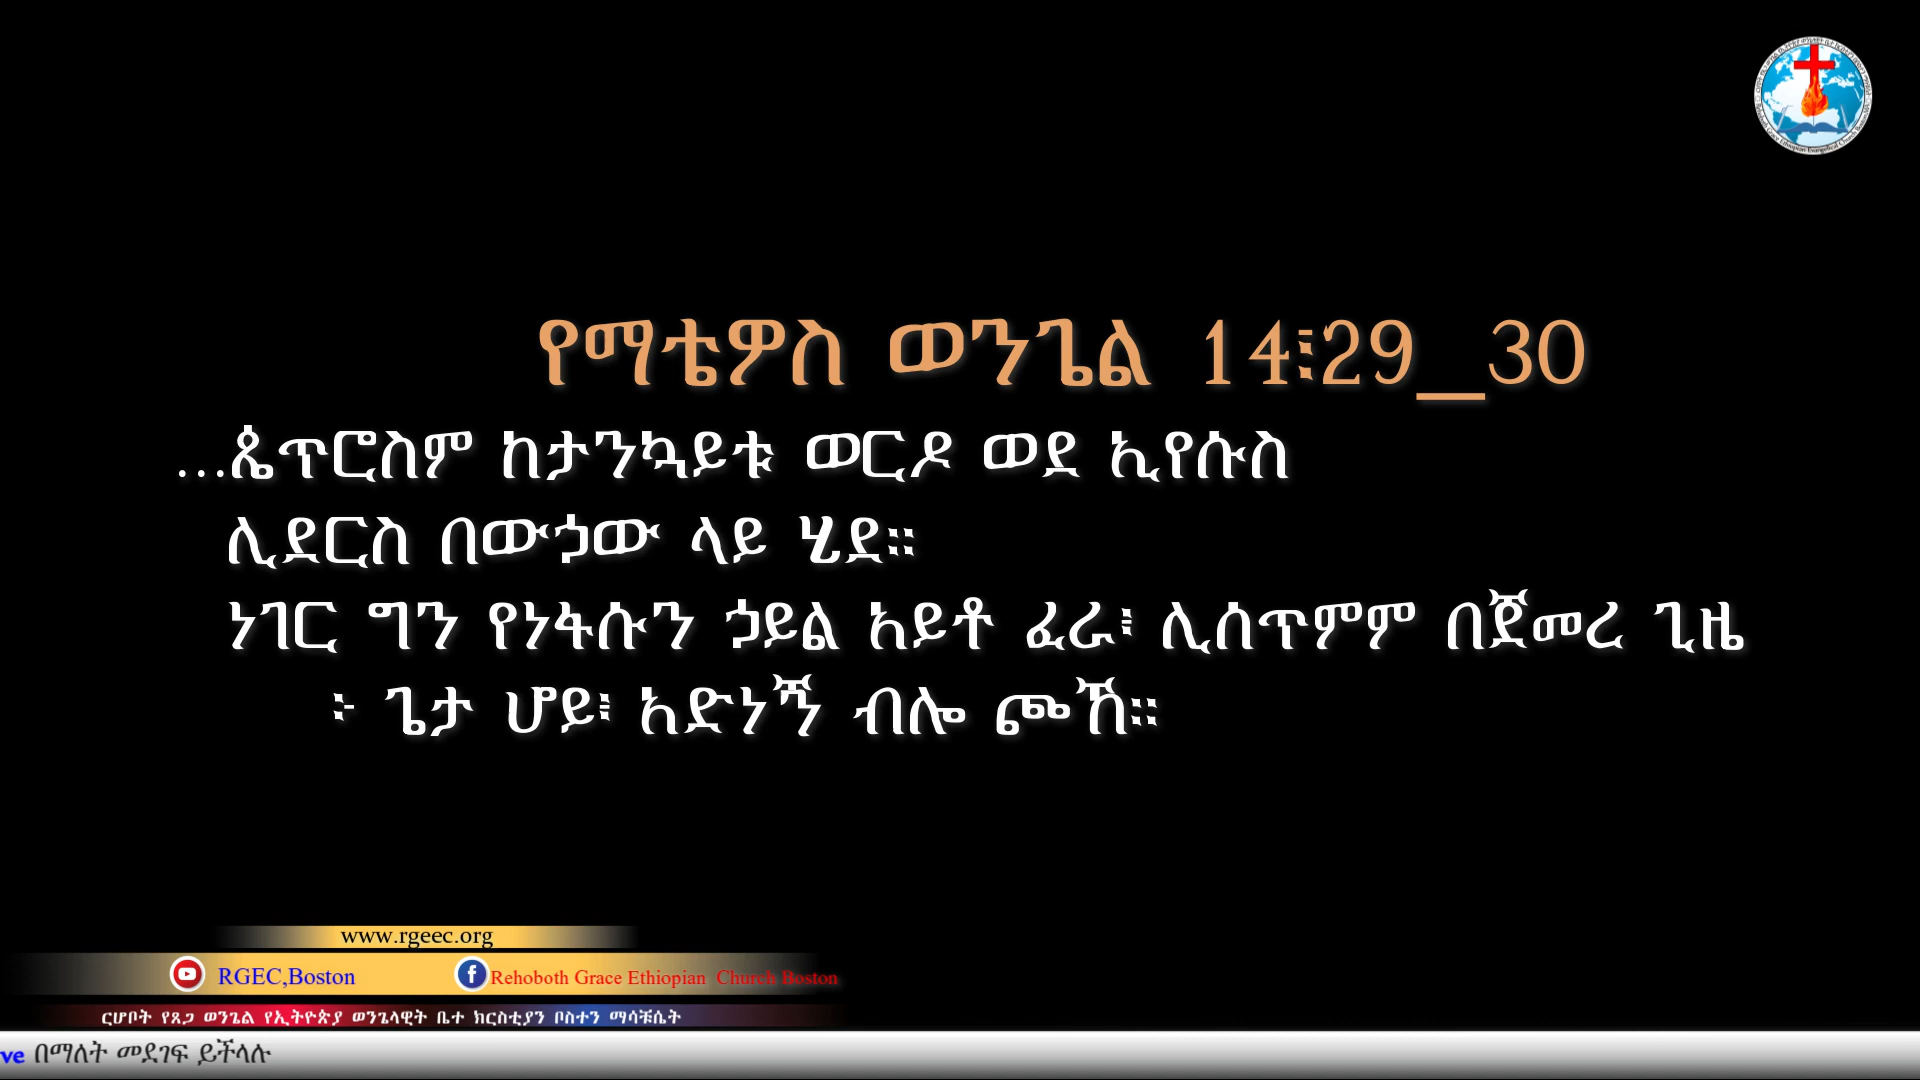 የማቴዎስ ወንጌል 14፥29_30
...ጴጥሮስም ከታንኳይቱ ወርዶ ወደ ኢየሱስ
ሊደርስ በውኃው ላይ ሄደ።
ነገር ግን የነፋሱን ኃይል አይቶ ፈራ፥ ሊሰጥምም በጀመረ ጊዜ
፦ ጌታ ሆይ፥ አድነኝ ብሎ ጮኸ።
www.rgeec.org
RGEC,Boston
Rehoboth Grace Ethiopian Church Boston
ርሆቦት የጸጋ ወንጌል የኢትዮጵያ ወንጌላዊት ቤተ ክርስቲያን ቦስተን ማሳቹሴት
ve በማለት መደገፍ ይችላሉ